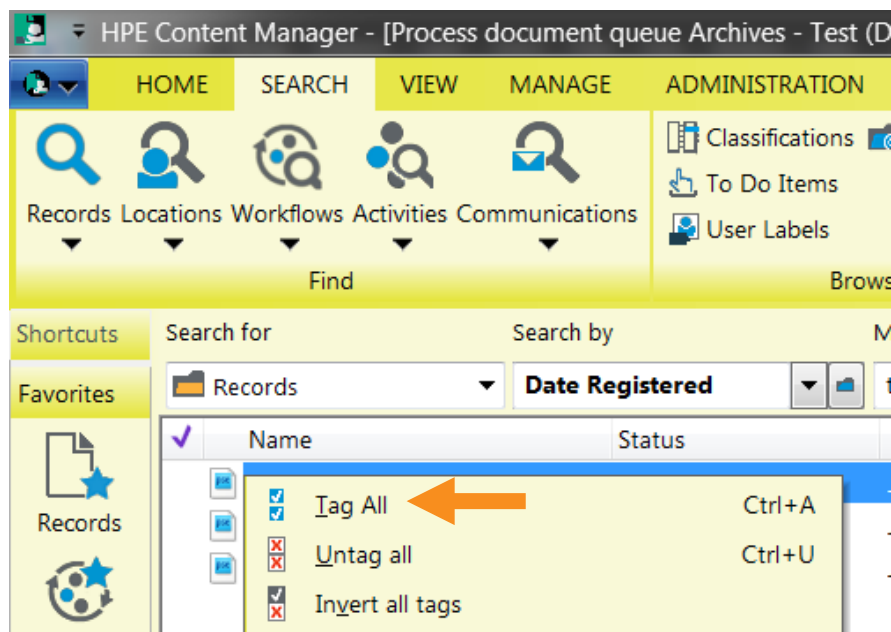 HPE Content Manager - [Process document queue Archives - Test (D
HOME SEARCH VIEW MANAGE ADMINISTRATION
Records Locations Workflows Activities Communications
Classifications
To Do Items
User Labels
Find Brows
Shortcuts
Search for Search by M
Favorites
Records Date Registered
Name Status
Records
Tag All Ctrl+A
Untag all Ctrl+U
Invert all tags